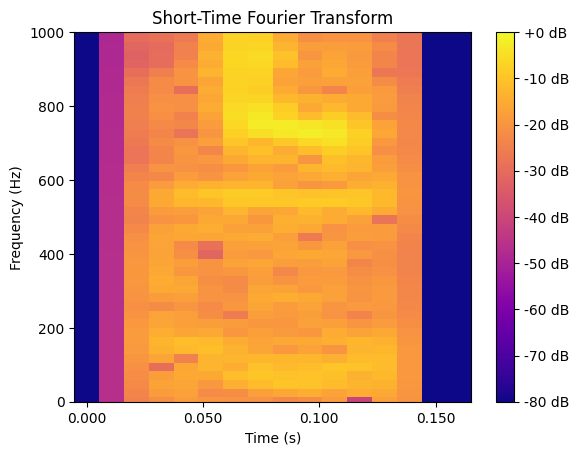 Short-Time Fourier Transform
Frequency (Hz)
1000
800
600
400
200
0
0.000
0.050
0.100
0.150
Time (s)
+0 dB
-10 dB
-20 dB
-30 dB
-40 dB
-50 dB
-60 dB
-70 dB
-80 dB